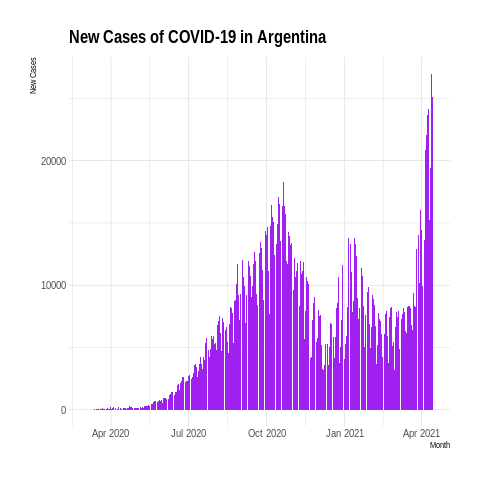 New Cases of COVID-19 in Argentina
New Cases
20000
10000
0
Apr 2020 Jul 2020 Oct 2020 Jan 2021 Apr 2021
Month